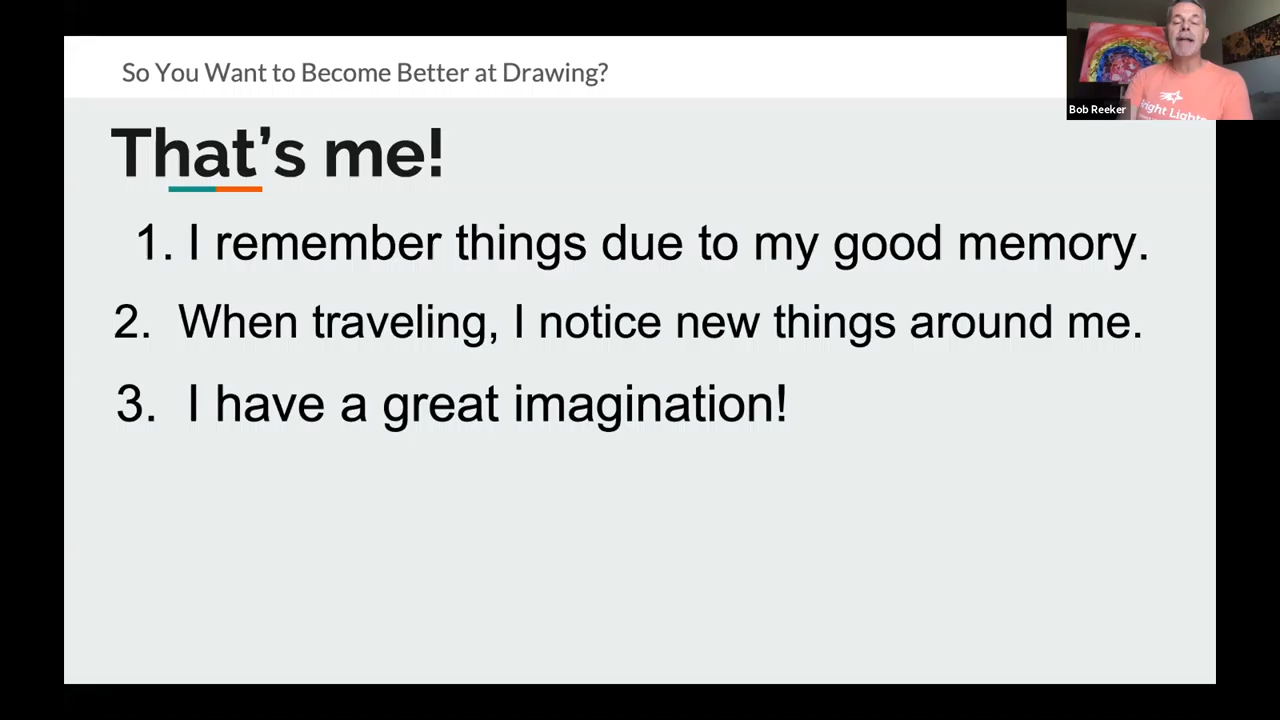 So You Want to Become Better at Drawing?
Bob Reeker
That's me!
1. I remember things due to my good memory.
2. When traveling, I notice new things around me.
3. I have a great imagination!